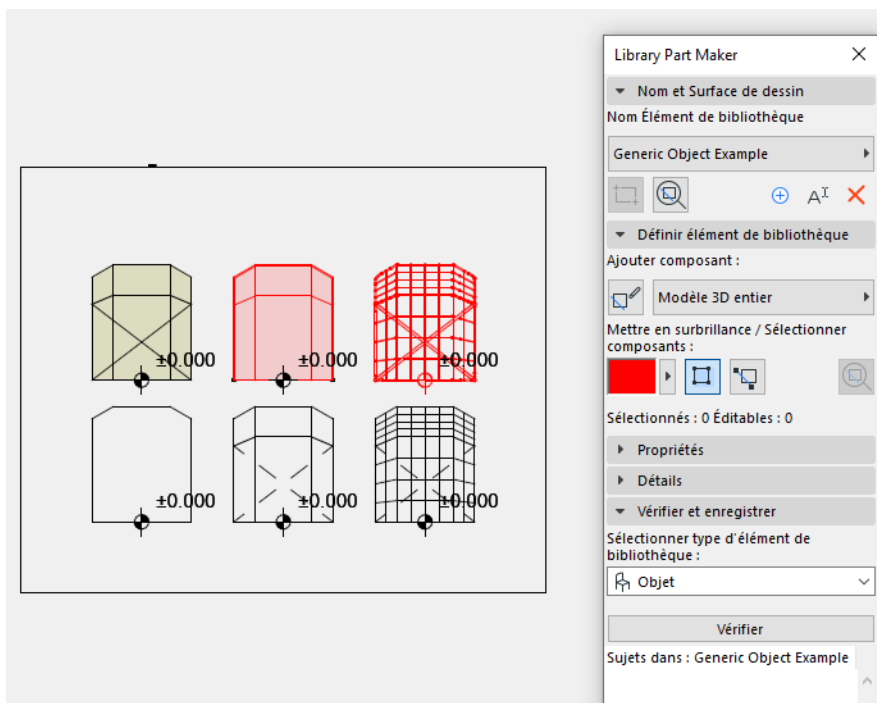 Library Part Maker
Nom et Surface de dessin
Nom Élément de bibliothèque
Generic Object Example
Définir élément de bibliothèque
Ajouter composant :
Modèle 3D entier
Mettre en surbrillance / Sélectionner
composants :
±0.000 ±0.000 ±0.000
Sélectionnés : 0 Éditables : 0
Propriétés
Détails
±0.000 ±0.000 ±0.000
Vérifier et enregistrer
Sélectionner type d'élément de
bibliothèque :
Objet
Vérifier
Sujets dans : Generic Object Example